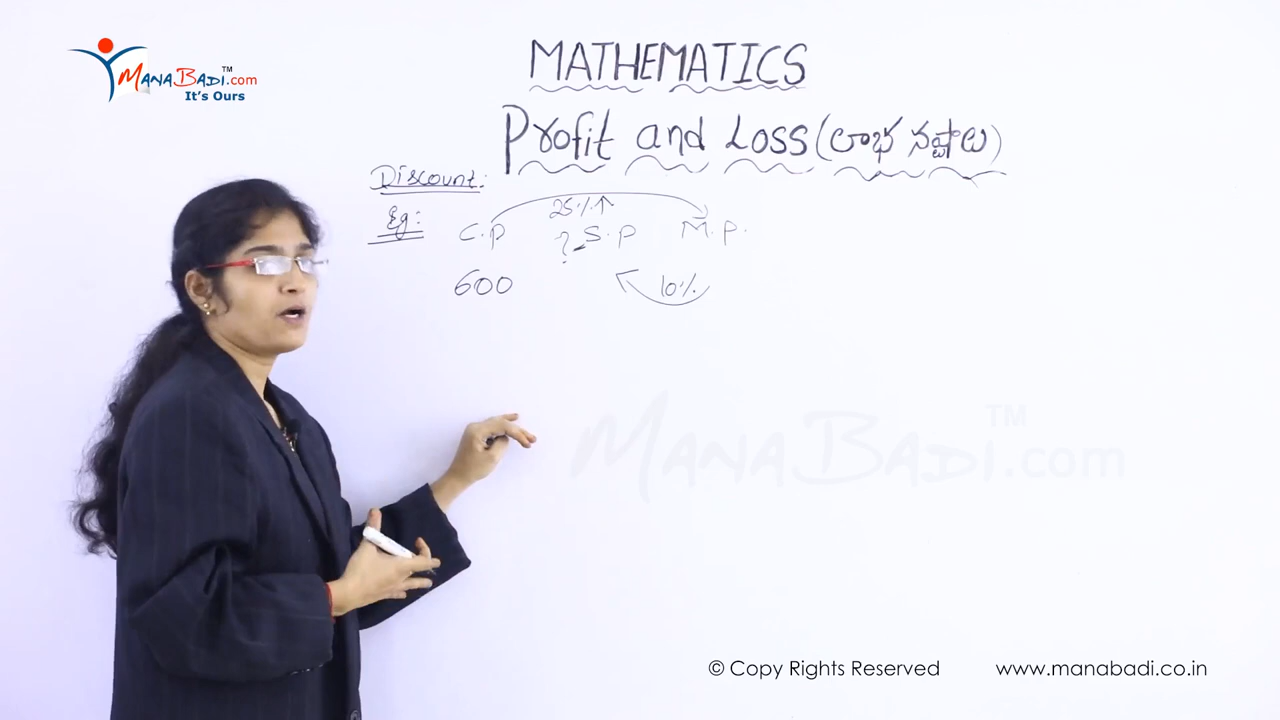 MANABADI.com™
It's Ours
MATHEMATICS
Profit and Loss (లాభ నష్టాలు)
Discount:
25%↑
Eg: C.P ? S.P M.P.
600 10%
MANABADI.com™
© Copy Rights Reserved www.manabadi.co.in